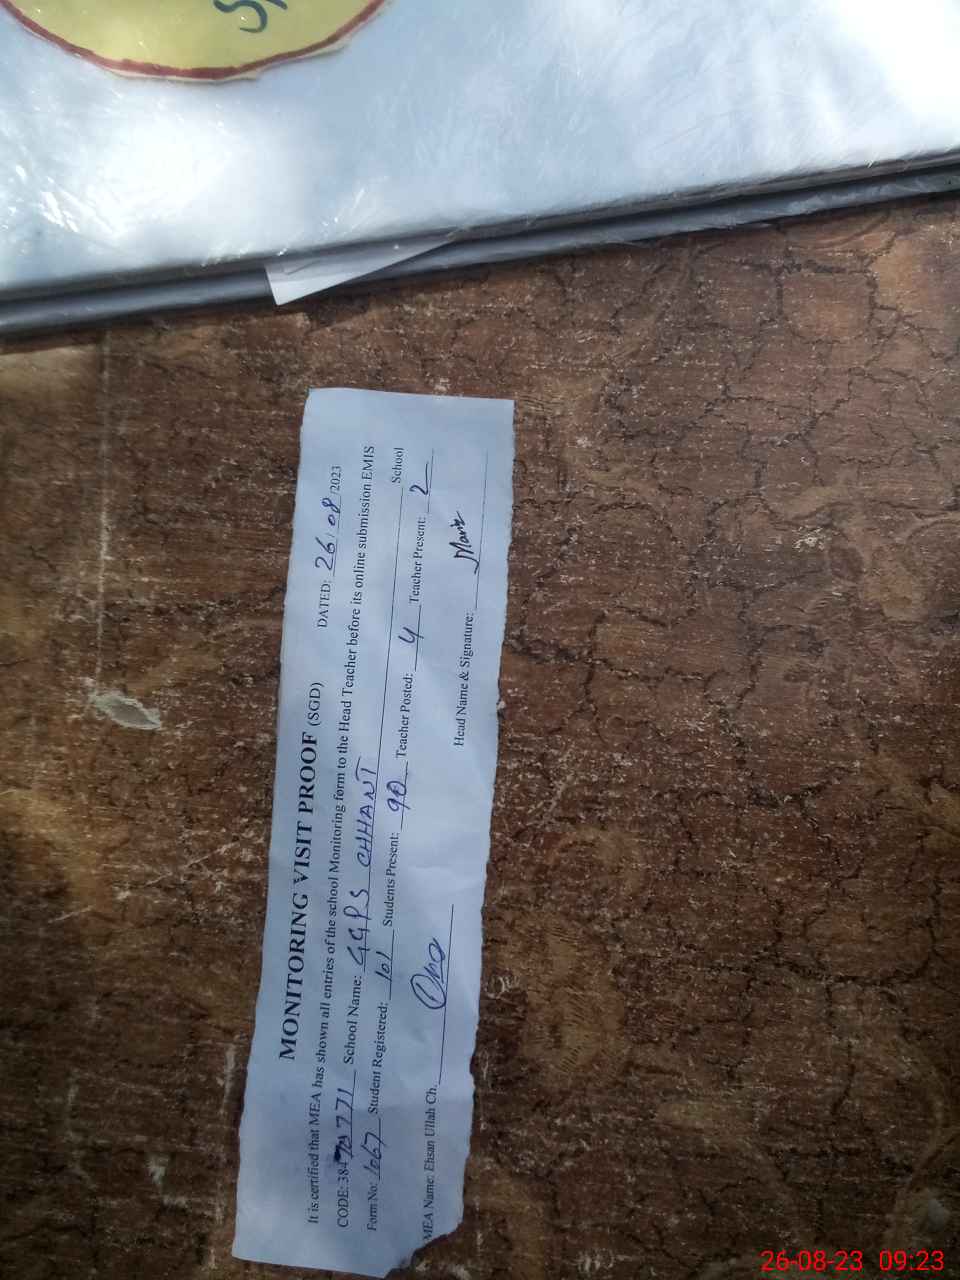 MONITORING VISIT PROOF (SGD) DATED: 26/08/2023
It is certified that MEA has shown all entries of the school Monitoring form to the Head Teacher before its online submission EMIS
CODE: 384 771 School Name: GGPS CHHANT School
Form No: 1067 Student Registered: 101 Students Present: 90 Teacher Posted: 4 Teacher Present: 2
MEA Name: Ehsan Ullah Ch. Head Name & Signature:
26-08-23 09:23